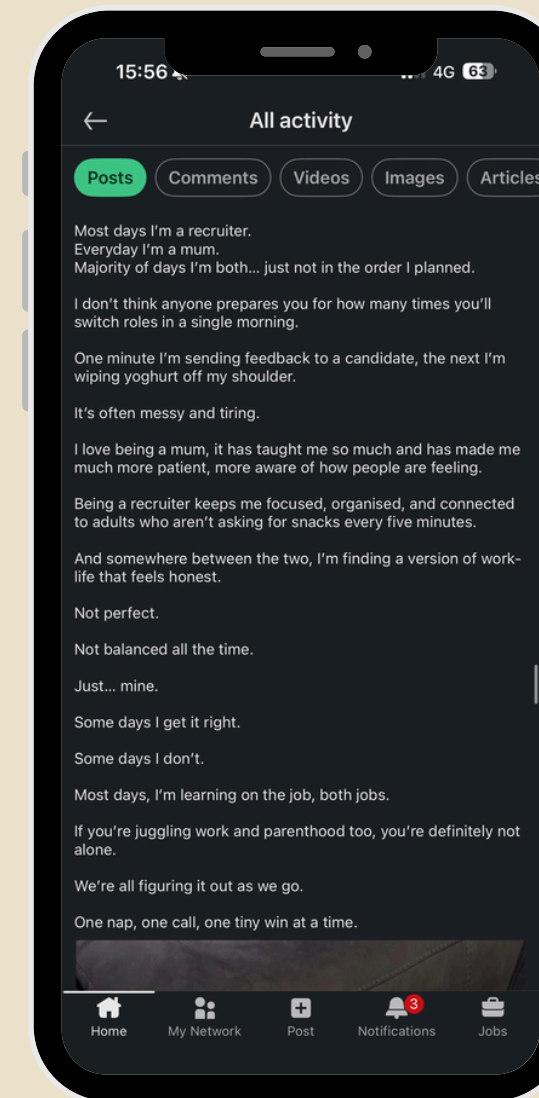 15:56
4G 63
All activity
Posts Comments Videos Images Articles
Most days I'm a recruiter.
Everyday I'm a mum.
Majority of days I'm both... just not in the order I planned.
I don't think anyone prepares you for how many times you'll
switch roles in a single morning.
One minute I'm sending feedback to a candidate, the next I'm
wiping yoghurt off my shoulder.
It's often messy and tiring.
I love being a mum, it has taught me so much and has made me
much more patient, more aware of how people are feeling.
Being a recruiter keeps me focused, organised, and connected
to adults who aren't asking for snacks every five minutes.
And somewhere between the two, I'm finding a version of work-
life that feels honest.
Not perfect.
Not balanced all the time.
Just... mine.
Some days I get it right.
Some days I don't.
Most days, I'm learning on the job, both jobs.
If you're juggling work and parenthood too, you're definitely not
alone.
We're all figuring it out as we go.
One nap, one call, one tiny win at a time.
3
Home My Network Post Notifications Jobs